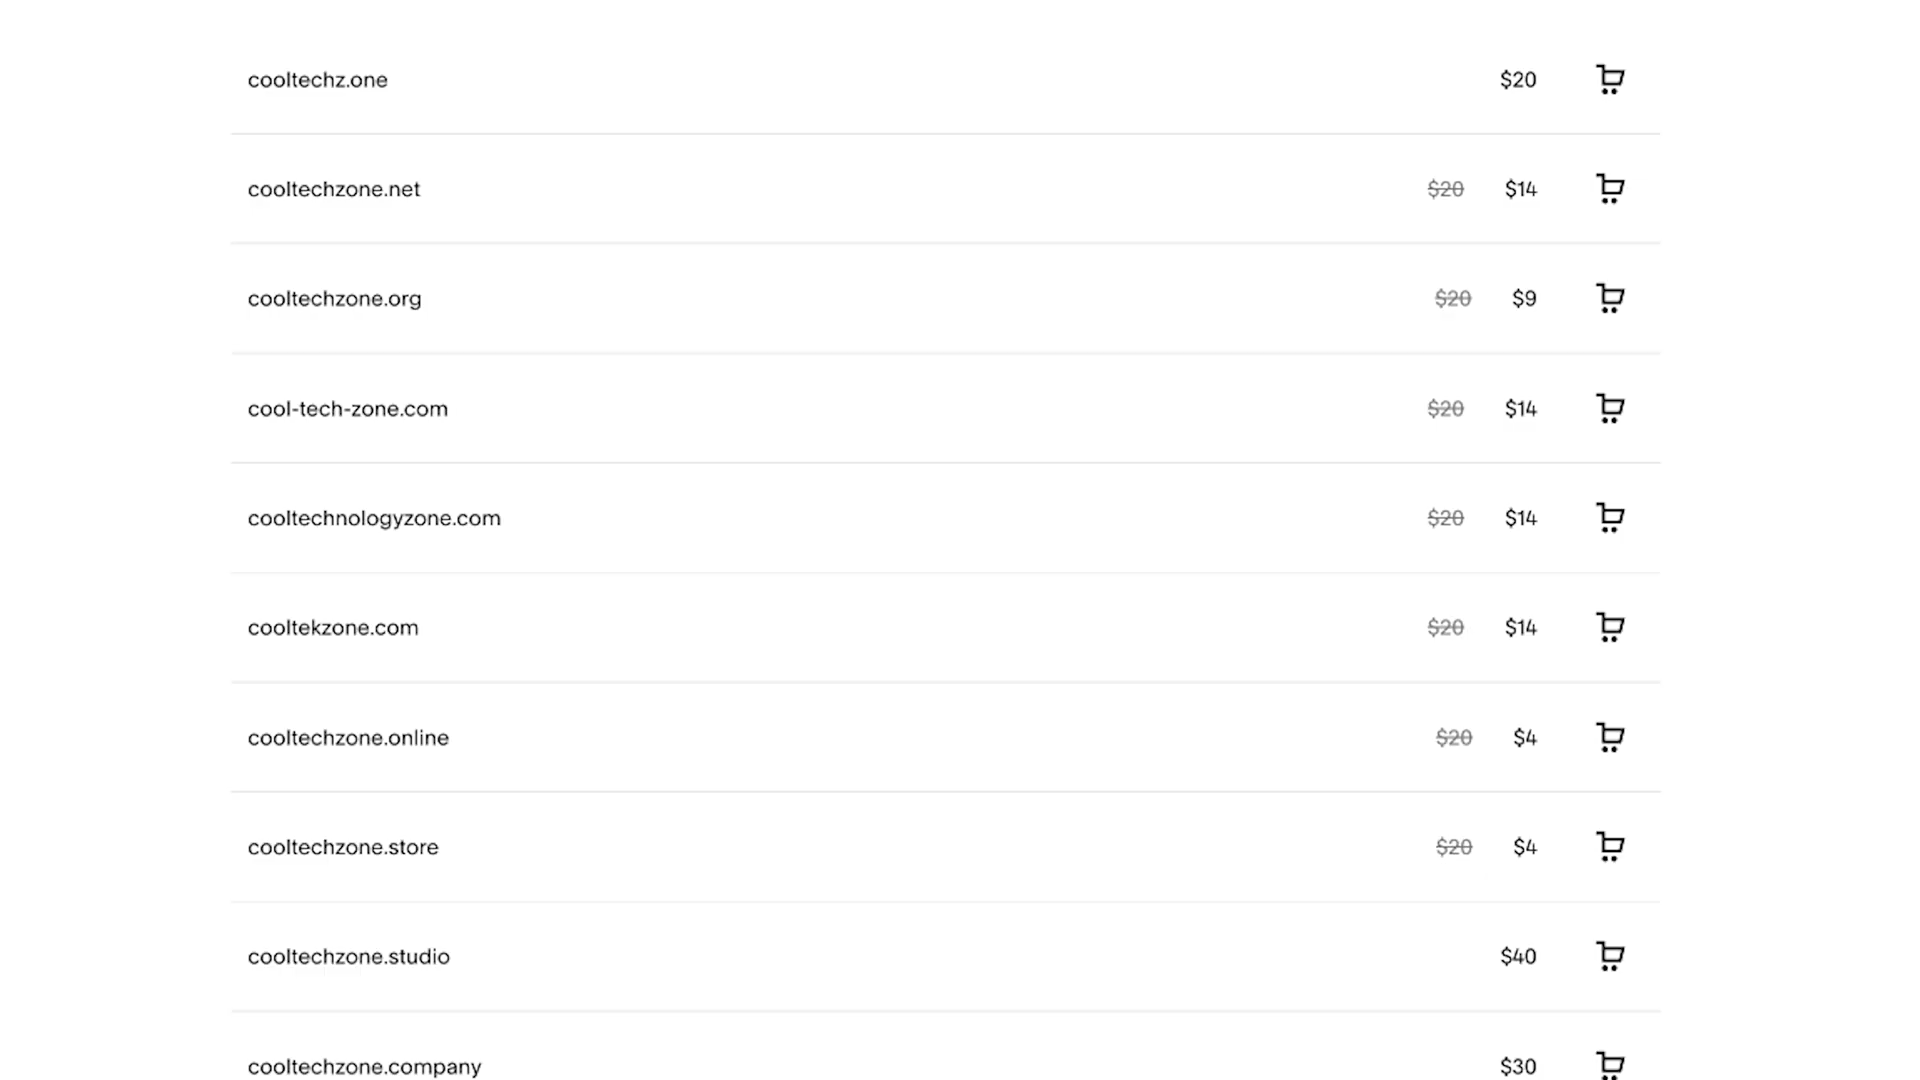 cooltechz.one $20
cooltechzone.net $20 $14
cooltechzone.org $20 $9
cool-tech-zone.com $20 $14
cooltechnologyzone.com $20 $14
cooltekzone.com $20 $14
cooltechzone.online $20 $4
cooltechzone.store $20 $4
cooltechzone.studio $40
cooltechzone.company $30